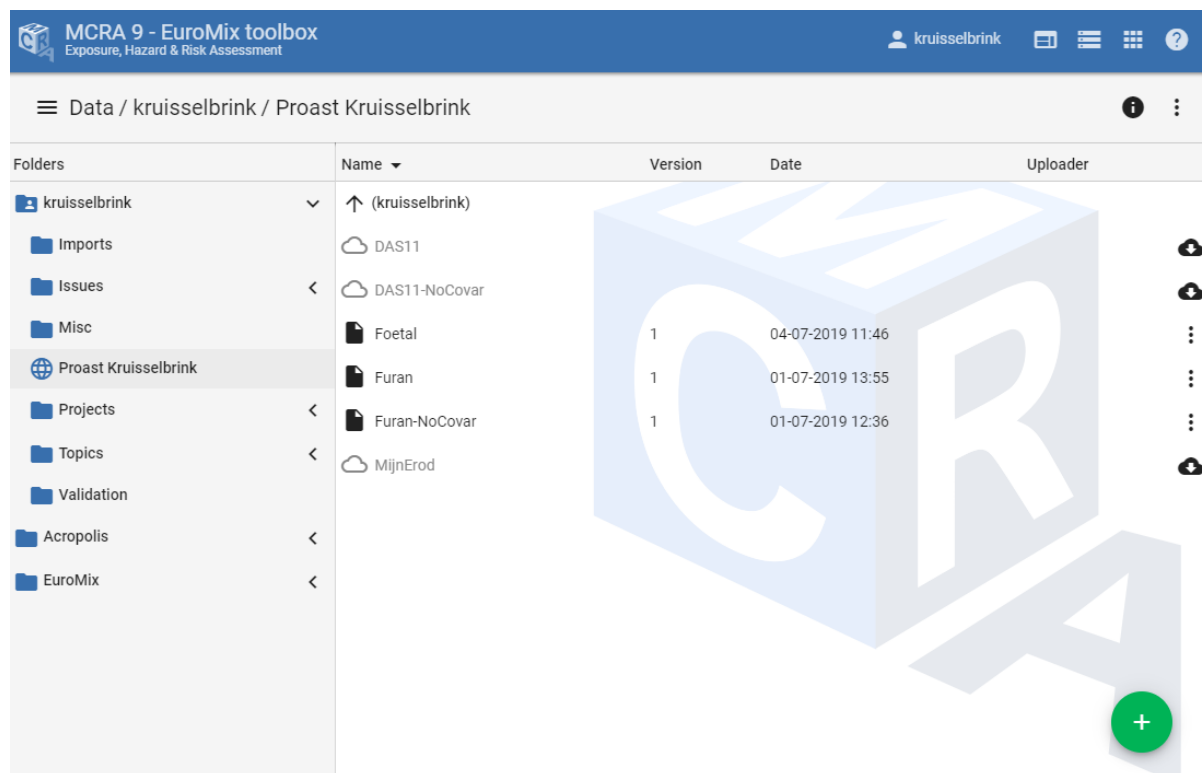 MCRA 9 - EuroMix toolbox
Exposure, Hazard & Risk Assessment
kruisselbrink
Data / kruisselbrink / Proast Kruisselbrink
Folders
Name Version Date Uploader
kruisselbrink
Imports
Issues
Misc
Proast Kruisselbrink
Projects
Topics
Validation
Acropolis
EuroMix
(kruisselbrink)
DAS11
DAS11-NoCovar
Foetal 1 04-07-2019 11:46
Furan 1 01-07-2019 13:55
Furan-NoCovar 1 01-07-2019 12:36
MijnErod
M
C R
A